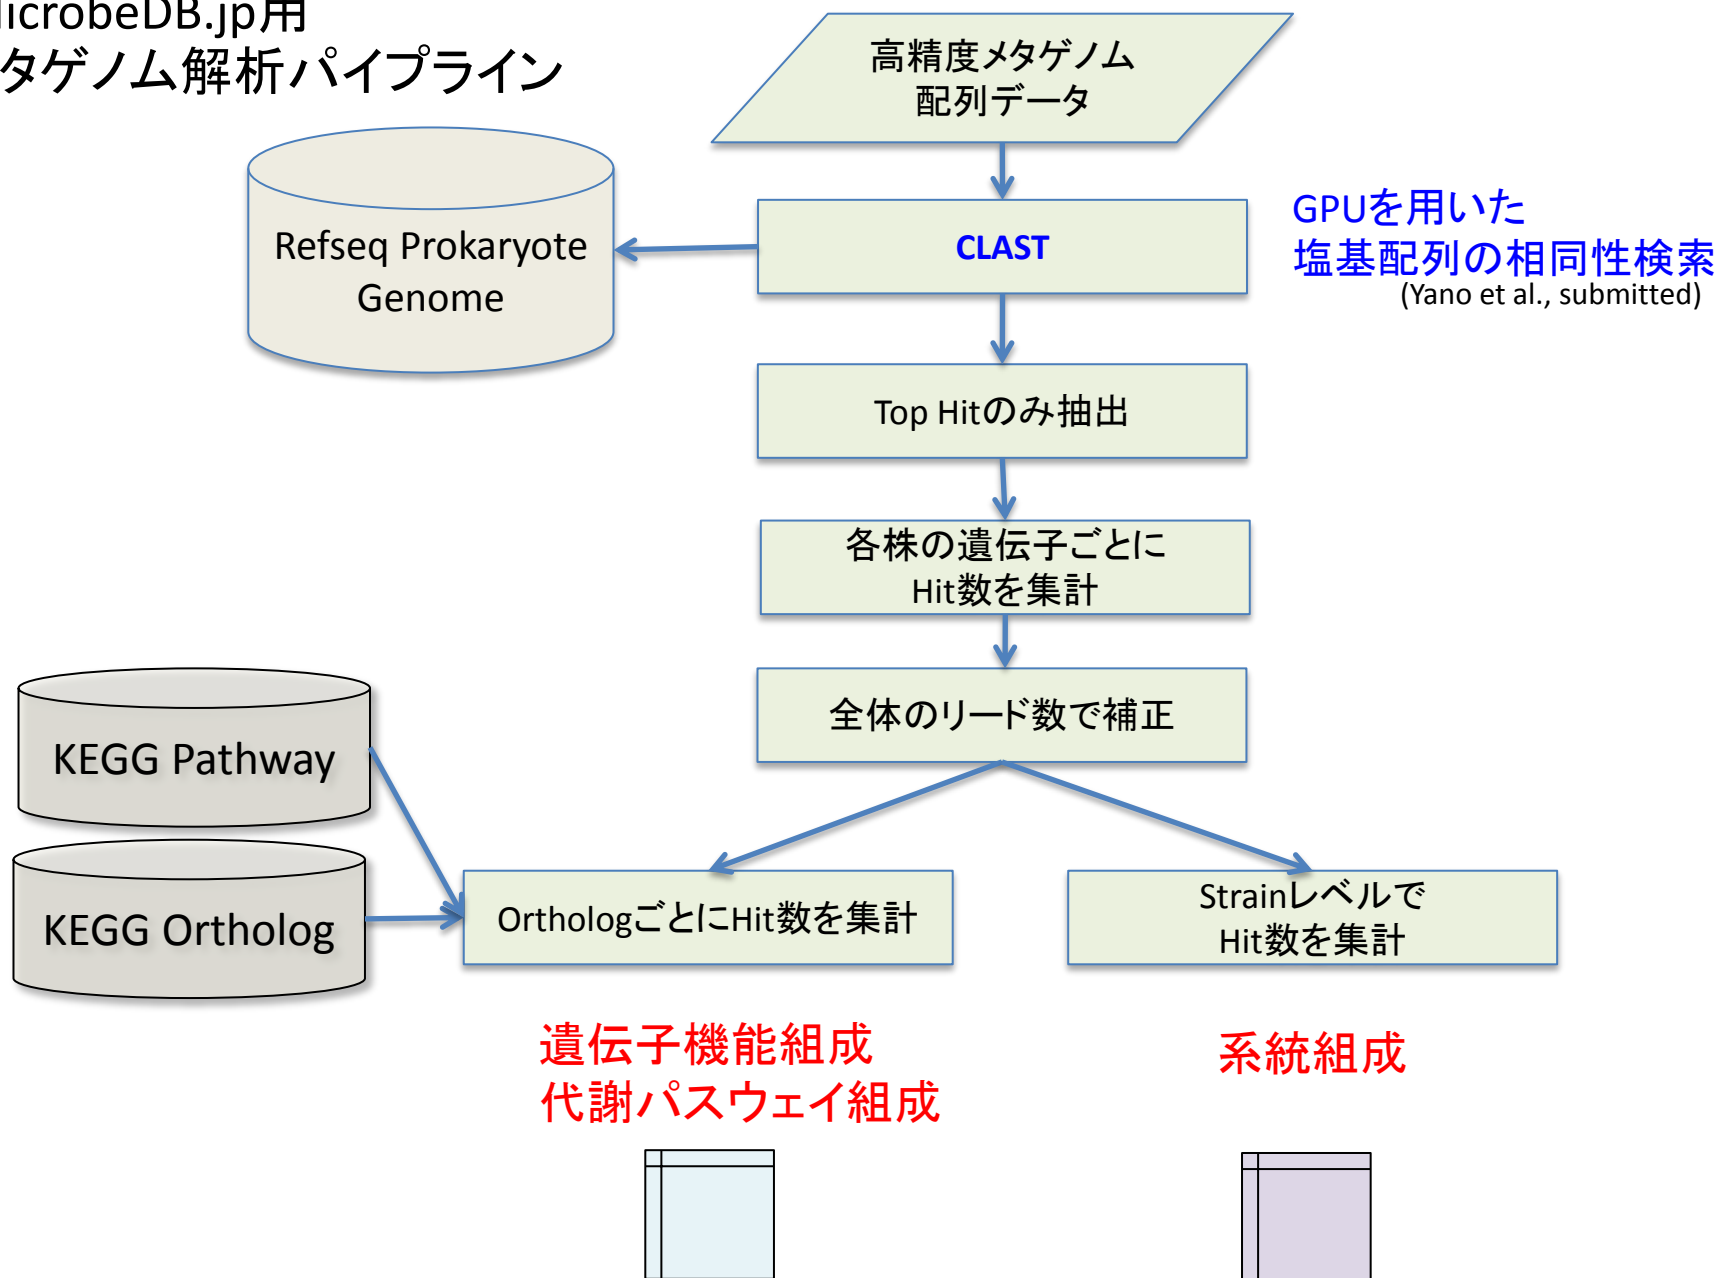 icrobeDB.jp用
タゲノム解析パイプライン
高精度メタゲノム
配列データ
Refseq Prokaryote
Genome
CLAST
GPUを用いた
塩基配列の相同性検索
(Yano et al., submitted)
Top Hitのみ抽出
各株の遺伝子ごとに
Hit数を集計
全体のリード数で補正
KEGG Pathway
KEGG Ortholog
OrthologごとにHit数を集計
Strainレベルで
Hit数を集計
遺伝子機能組成
代謝パスウェイ組成
系統組成